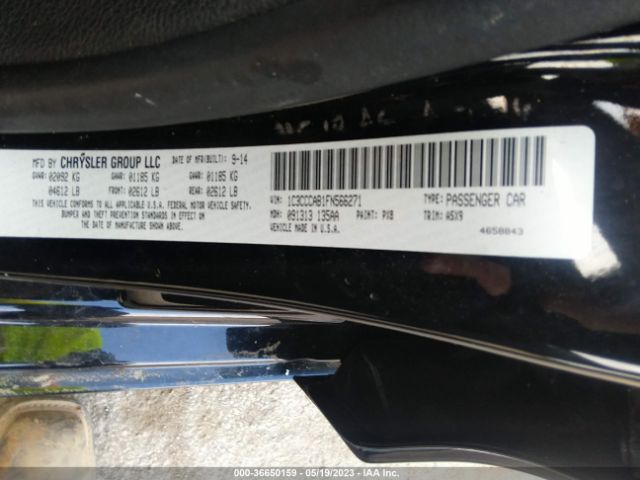 MFD BY CHRYSLER GROUP LLC DATE OF MFR(BUILT): 9-14
GVWR: 02092 KG GAWR: 01185 KG GAWR: 01185 KG
04612 LB FRONT: 02612 LB REAR: 02612 LB
THIS VEHICLE CONFORMS TO ALL APPLICABLE U.S.A. FEDERAL MOTOR VEHICLE SAFETY,
BUMPER AND THEFT PREVENTION STANDARDS IN EFFECT ON
THE DATE OF MANUFACTURE SHOWN ABOVE.
VIN: 1C3CCCAB1FN566271 TYPE: PASSENGER CAR
MDH: 091313 135AA PAINT: PX8 TRIM: A5X9
VEHICLE MADE IN U.S.A. 4658843
000-36650159 - 05/19/2023 - IAA Inc.